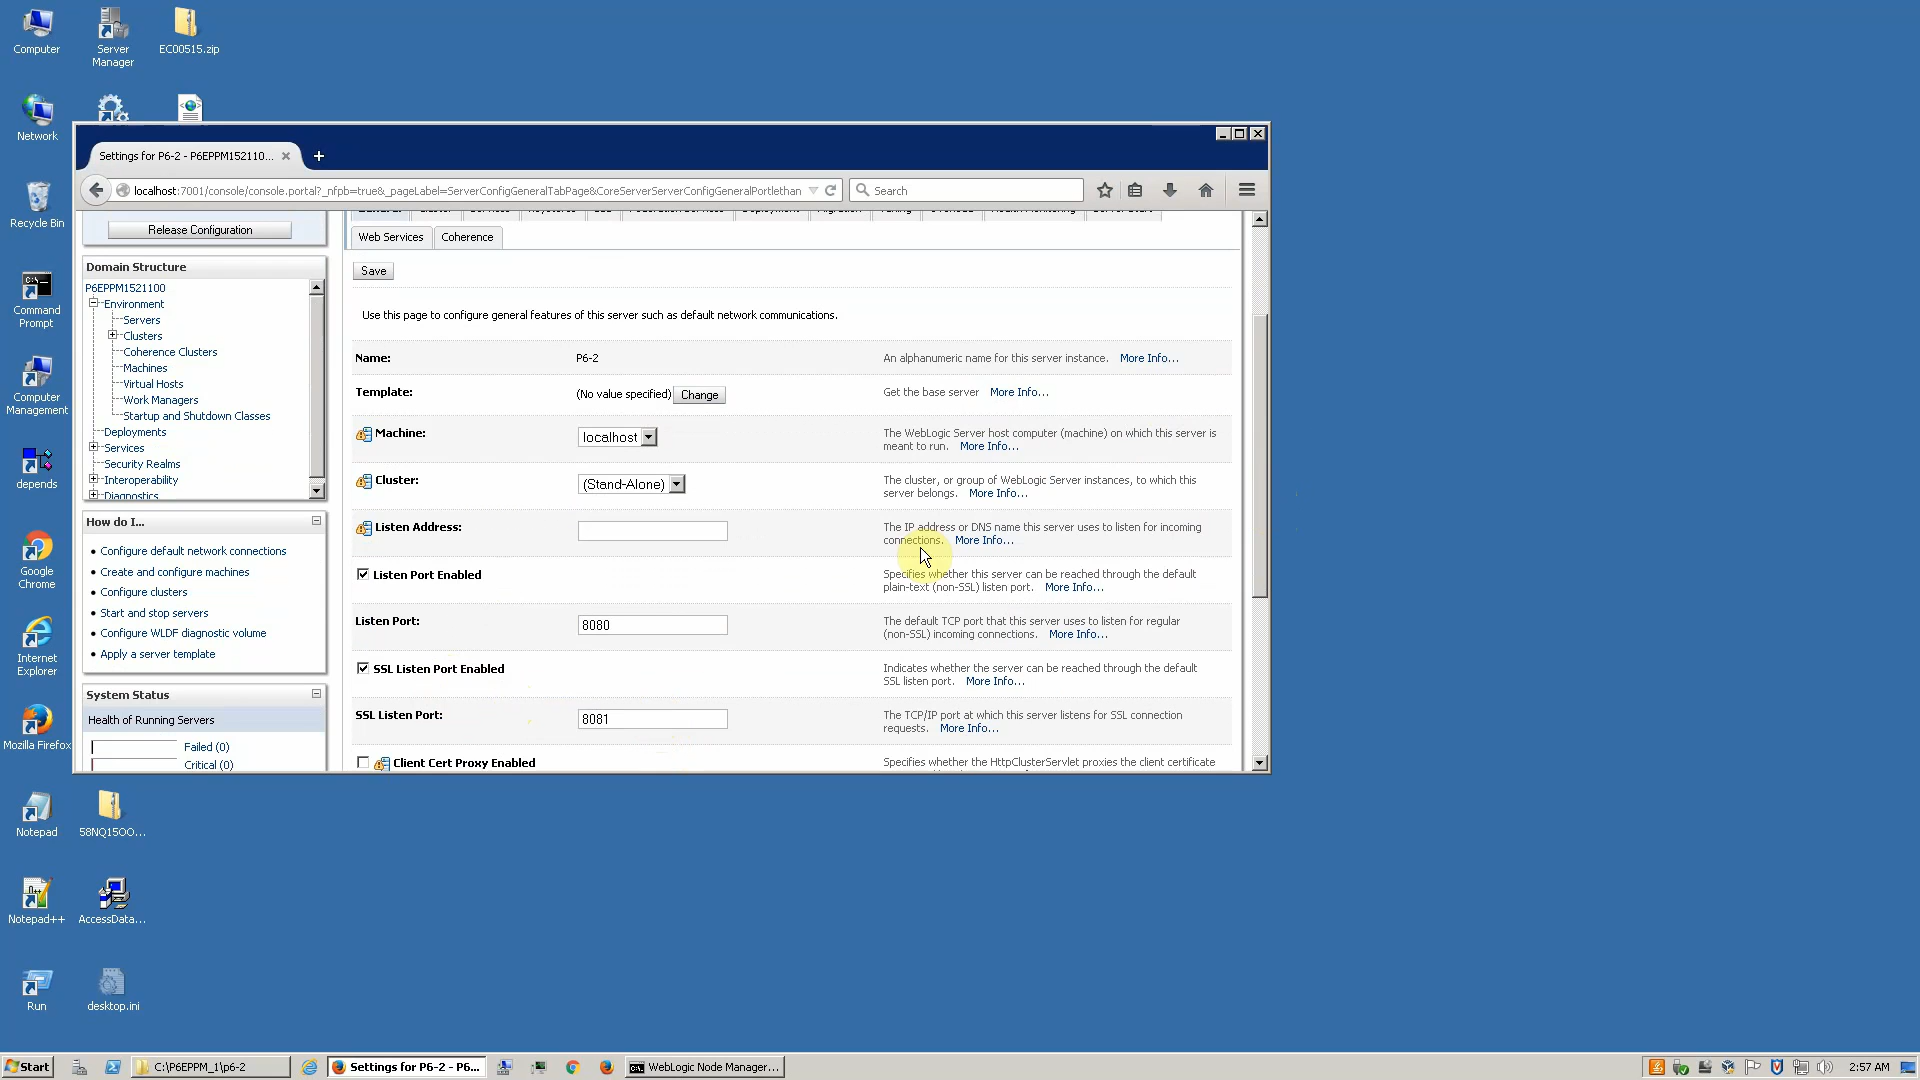 Computer
Server
Manager
EC00515.zip
Network
Recycle Bin
Command
Prompt
Computer
Management
depends
Google
Chrome
Internet
Explorer
Mozilla Firefox
Notepad
58NQ15OO...
Notepad++
AccessData...
Run
desktop.ini
Settings for P6-2 - P6EPPM152110...
localhost:7001/console/console.portal?_nfpb=true&_pageLabel=ServerConfigGeneralTabPage&CoreServerServerConfigGeneralPortlethan
Search
Release Configuration
Domain Structure
P6EPPM1521100
Environment
Servers
Clusters
Coherence Clusters
Machines
Virtual Hosts
Work Managers
Startup and Shutdown Classes
Deployments
Services
Security Realms
Interoperability
Diagnostics
How do I...
Configure default network connections
Create and configure machines
Configure clusters
Start and stop servers
Configure WLDF diagnostic volume
Apply a server template
System Status
Health of Running Servers
Failed (0)
Critical (0)
Web Services Coherence
Save
Use this page to configure general features of this server such as default network communications.
Name: P6-2 An alphanumeric name for this server instance. More Info...
Template: (No value specified) Change Get the base server More Info...
Machine: localhost The WebLogic Server host computer (machine) on which this server is
meant to run. More Info...
Cluster: (Stand-Alone) The cluster, or group of WebLogic Server instances, to which this
server belongs. More Info...
Listen Address: The IP address or DNS name this server uses to listen for incoming
connections. More Info...
Listen Port Enabled Specifies whether this server can be reached through the default
plain-text (non-SSL) listen port. More Info...
Listen Port: 8080 The default TCP port that this server uses to listen for regular
(non-SSL) incoming connections. More Info...
SSL Listen Port Enabled Indicates whether the server can be reached through the default
SSL listen port. More Info...
SSL Listen Port: 8081 The TCP/IP port at which this server listens for SSL connection
requests. More Info...
Client Cert Proxy Enabled Specifies whether the HttpClusterServlet proxies the client certificate
Start
C:\P6EPPM_1\p6-2
Settings for P6-2 - P6...
WebLogic Node Manager...
2:57 AM